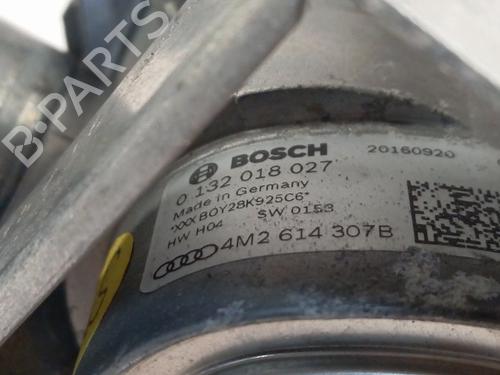 B-PARTS
BOSCH 20160920
0 132 018 027
Made in Germany
*XXXB0Y28K925C6*
HW H04 SW 0153
4M2 614 307B